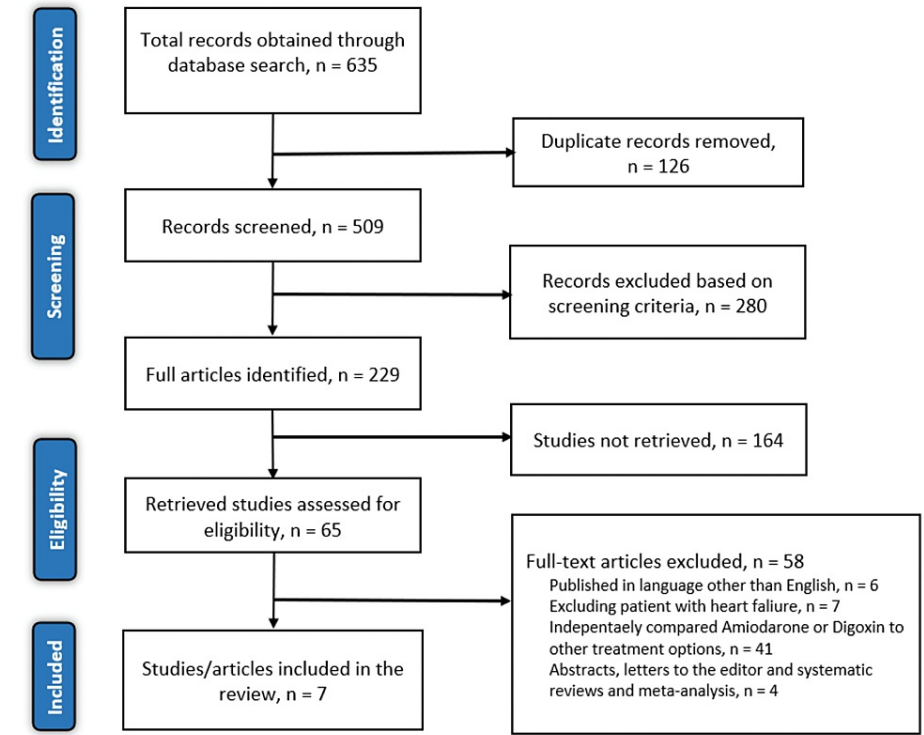 Identification
Total records obtained through
database search, n = 635
Duplicate records removed,
n = 126
Screening
Records screened, n = 509
Records excluded based on
screening criteria, n = 280
Full articles identified, n = 229
Studies not retrieved, n = 164
Eligibility
Retrieved studies assessed for
eligibility, n = 65
Full-text articles excluded, n = 58
Published in language other than English, n = 6
Excluding patient with heart faliure, n = 7
Indepentaely compared Amiodarone or Digoxin to
other treatment options, n = 41
Abstracts, letters to the editor and systematic
reviews and meta-analysis, n = 4
Included
Studies/articles included in the
review, n = 7